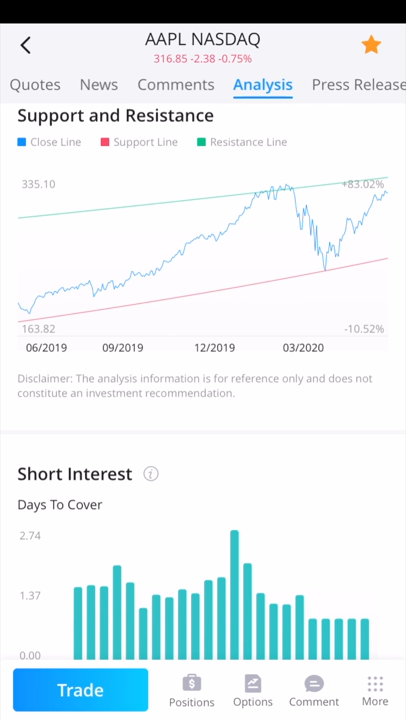 AAPL NASDAQ
316.85 -2.38 -0.75%
Quotes News Comments Analysis Press Release
Support and Resistance
Close Line Support Line Resistance Line
335.10 +83.02%
163.82 -10.52%
06/2019 09/2019 12/2019 03/2020
Disclaimer: The analysis information is for reference only and does not
constitute an investment recommendation.
Short Interest
Days To Cover
2.74
1.37
0.00
Trade Positions Options Comment More